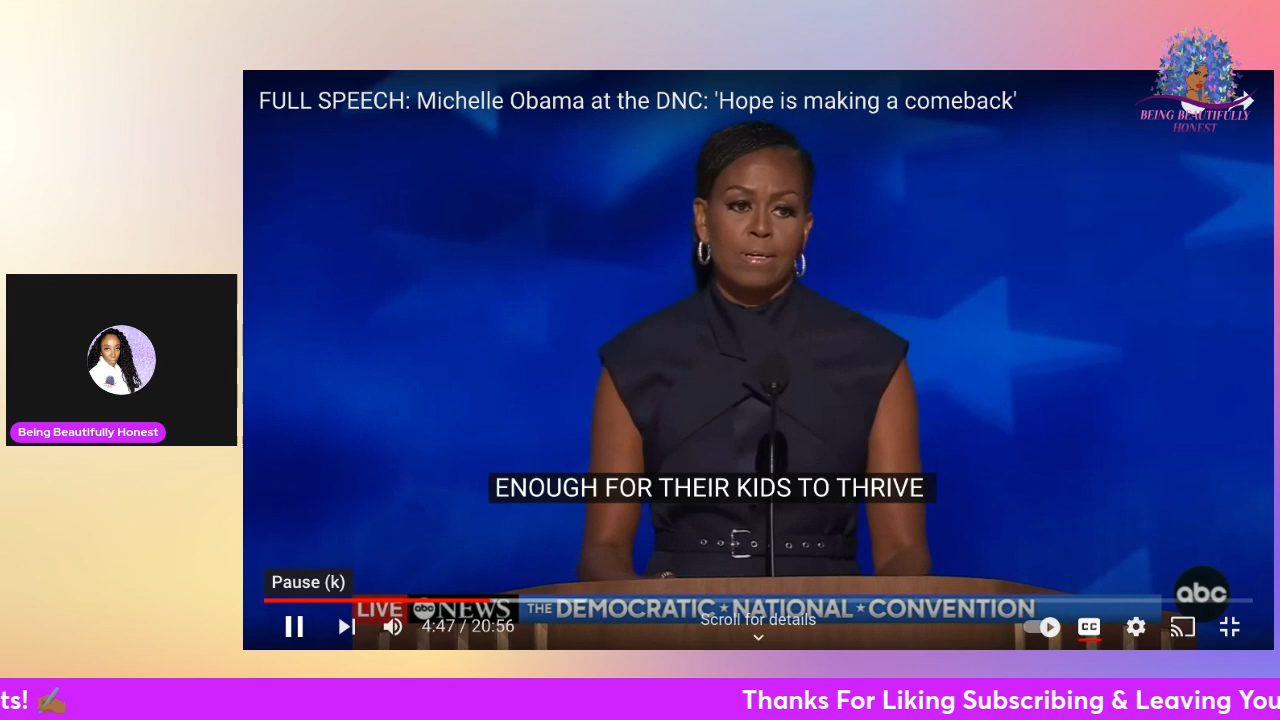 FULL SPEECH: Michelle Obama at the DNC: 'Hope is making a comeback'
BEING BEAUTIFULLY
HONEST
Being Beautifully Honest
ENOUGH FOR THEIR KIDS TO THRIVE
Pause (k)
abc
LIVE abc NEWS THE DEMOCRATIC★NATIONAL★CONVENTION
4:47 / 20:56
Scroll for details
CC
ts! ✍🏾 Thanks For Liking Subscribing & Leaving You